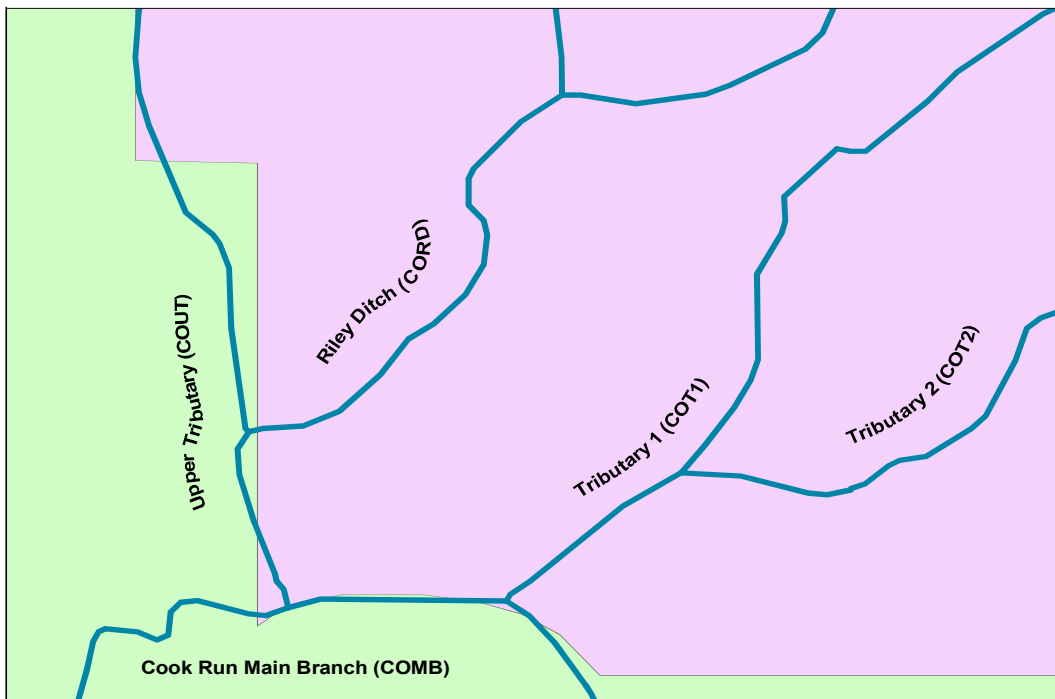 Riley Ditch (CORD)
Upper Tributary (COUT)
Tributary 1 (COT1)
Tributary 2 (COT2)
Cook Run Main Branch (COMB)